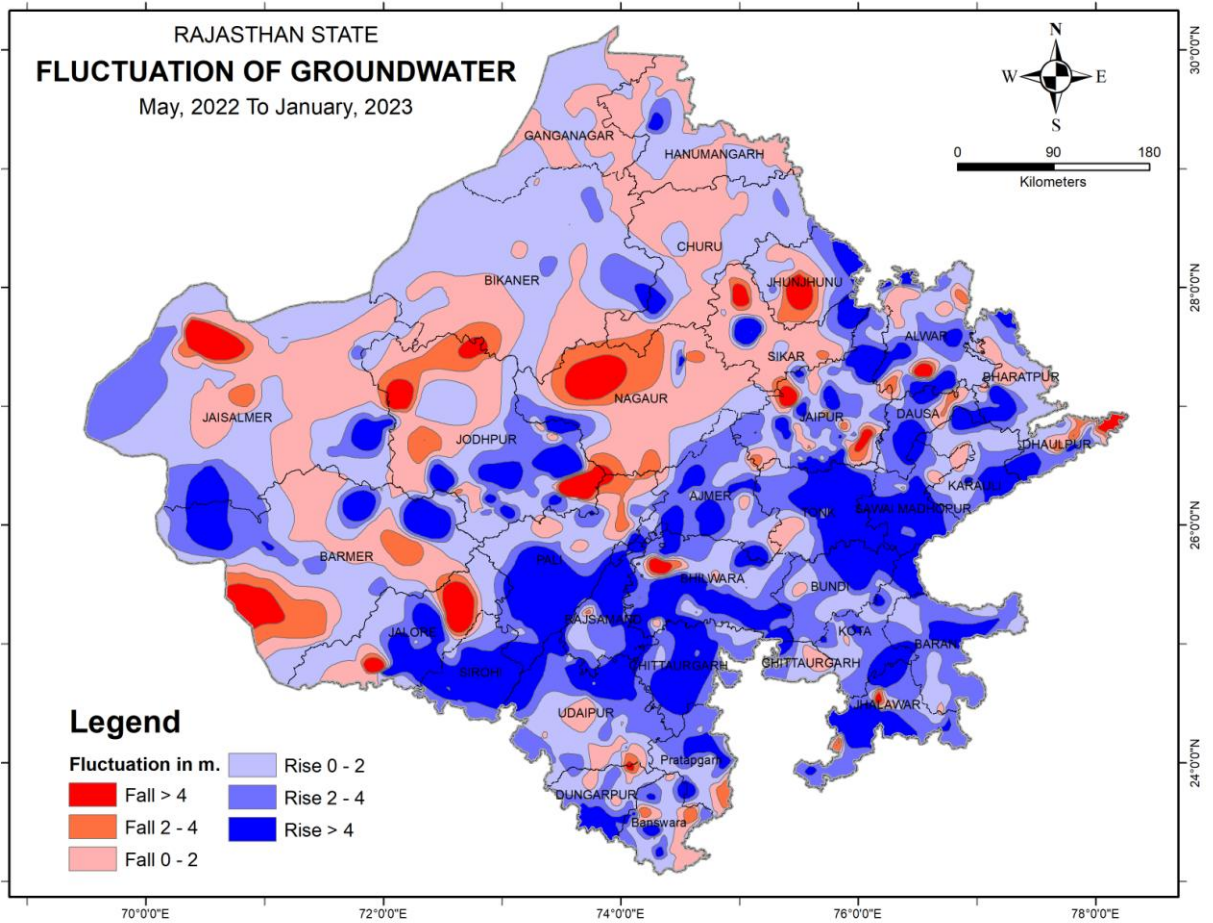 RAJASTHAN STATE
FLUCTUATION OF GROUNDWATER
May, 2022 To January, 2023
N
W E
S
0 90 180
Kilometers
30°0'0"N
28°0'0"N
26°0'0"N
24°0'0"N
GANGANAGAR
HANUMANGARH
CHURU
BIKANER
JHUNJHUNU
ALWAR
SIKAR
BHARATPUR
NAGAUR
JAISALMER
JAIPUR
DAUSA
JODHPUR
DHAULPUR
KARAULI
AJMER
TONK
SAWAI MADHOPUR
BARMER
PALI
BHILWARA
BUNDI
RAJSAMAND
JALORE
KOTA
BARAN
SIROHI
CHITTAURGARH
CHITTAURGARH
JHALAWAR
UDAIPUR
Pratapgarh
DUNGARPUR
Banswara
Legend
Fluctuation in m.
Fall > 4
Fall 2 - 4
Fall 0 - 2
Rise 0 - 2
Rise 2 - 4
Rise > 4
70°0'0"E
72°0'0"E
74°0'0"E
76°0'0"E
78°0'0"E